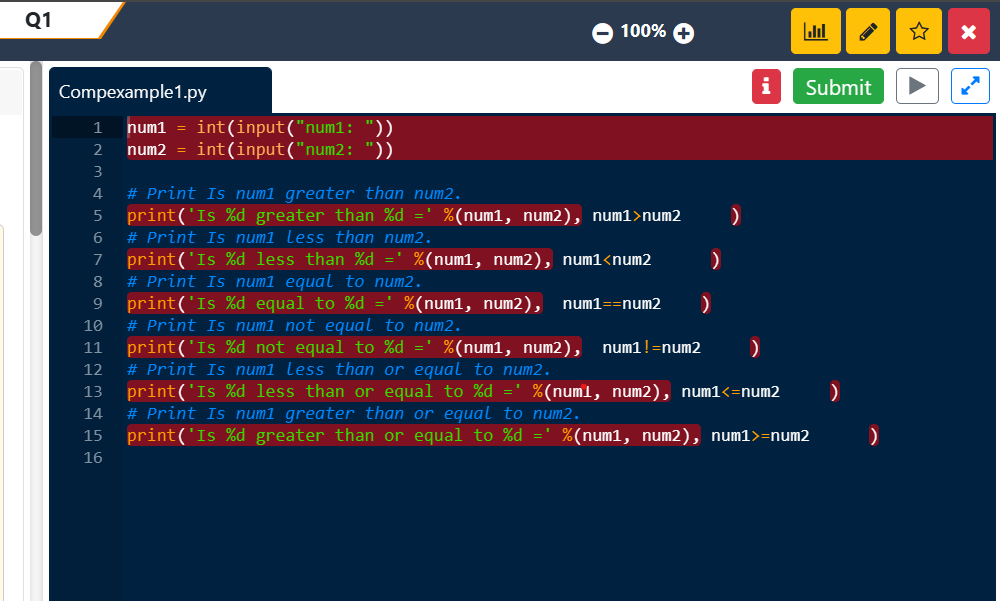 Q1
100%
Compexample1.py
Submit
1 num1 = int(input("num1: "))
2 num2 = int(input("num2: "))
3
4 # Print Is num1 greater than num2.
5 print('Is %d greater than %d =' %(num1, num2), num1>num2     )
6 # Print Is num1 less than num2.
7 print('Is %d less than %d =' %(num1, num2), num1<num2      )
8 # Print Is num1 equal to num2.
9 print('Is %d equal to %d =' %(num1, num2),  num1==num2    )
10 # Print Is num1 not equal to num2.
11 print('Is %d not equal to %d =' %(num1, num2),  num1!=num2     )
12 # Print Is num1 less than or equal to num2.
13 print('Is %d less than or equal to %d =' %(num1, num2), num1<=num2     )
14 # Print Is num1 greater than or equal to num2.
15 print('Is %d greater than or equal to %d =' %(num1, num2), num1>=num2      )
16